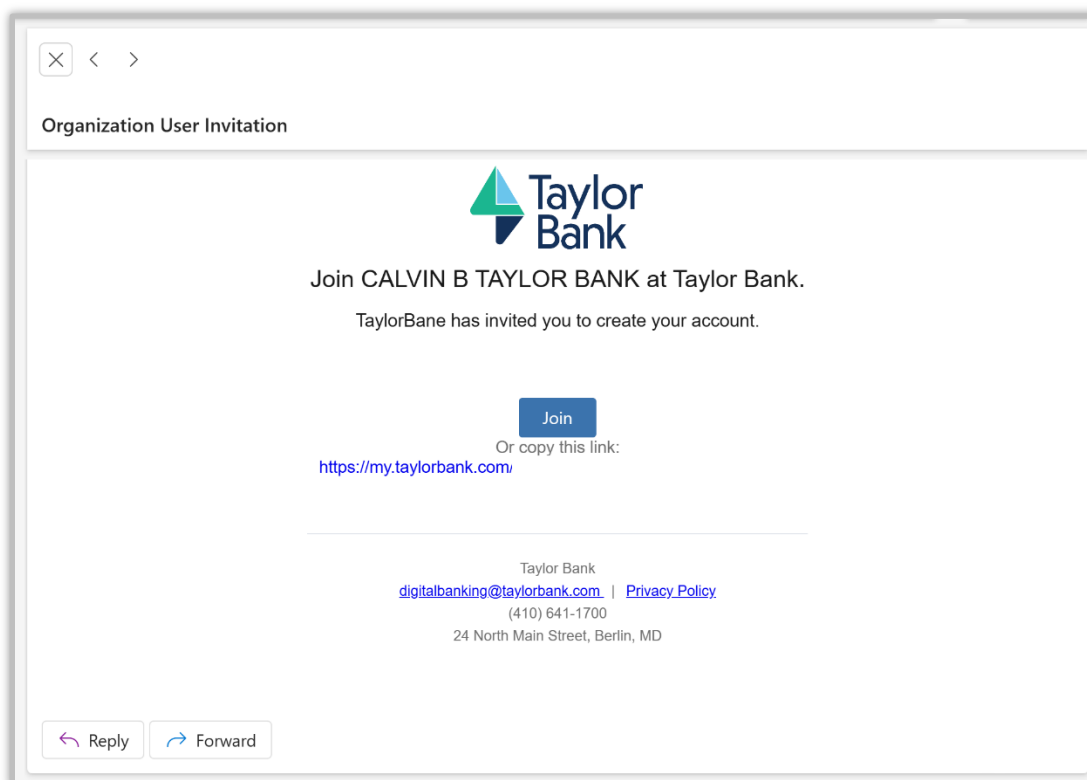 Organization User Invitation
Taylor
Bank
Join CALVIN B TAYLOR BANK at Taylor Bank.
TaylorBane has invited you to create your account.
Join
Or copy this link:
https://my.taylorbank.com/
Taylor Bank
digitalbanking@taylorbank.com | Privacy Policy
(410) 641-1700
24 North Main Street, Berlin, MD
Reply Forward